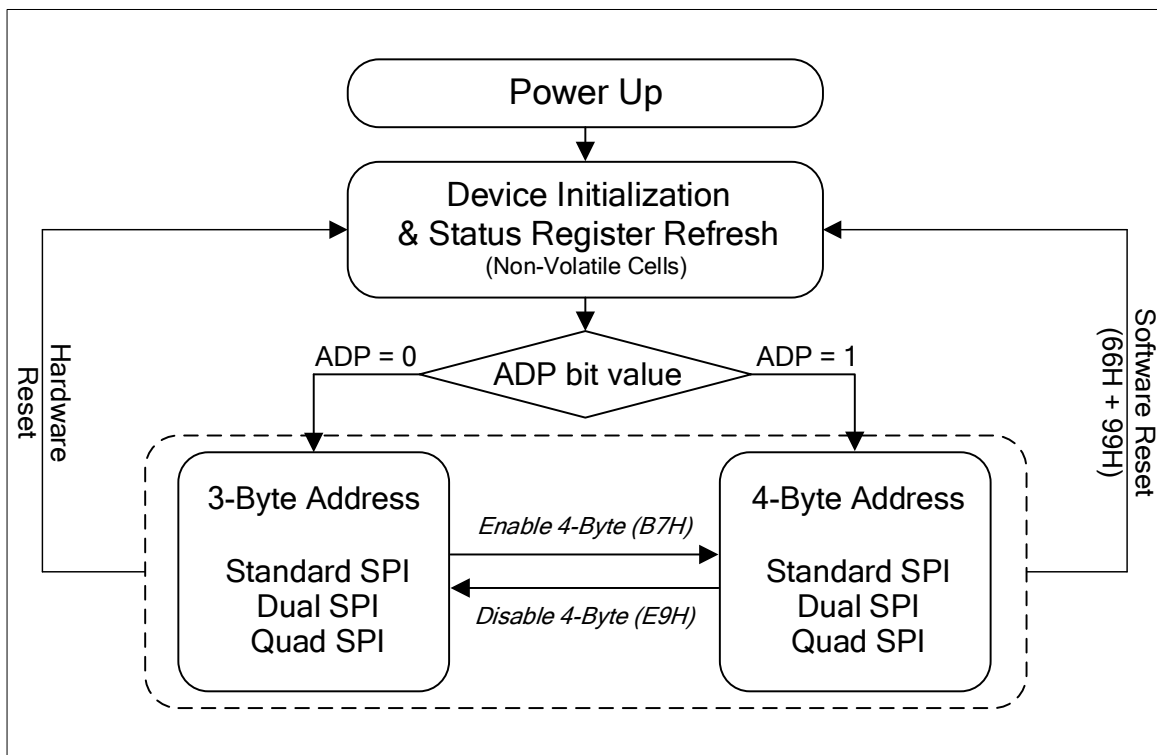 Power Up
Device Initialization
& Status Register Refresh
(Non-Volatile Cells)
Hardware
Reset
Software Reset
(66H + 99H)
ADP = 0
ADP bit value
ADP = 1
3-Byte Address
Standard SPI
Dual SPI
Quad SPI
Enable 4-Byte (B7H)
Disable 4-Byte (E9H)
4-Byte Address
Standard SPI
Dual SPI
Quad SPI